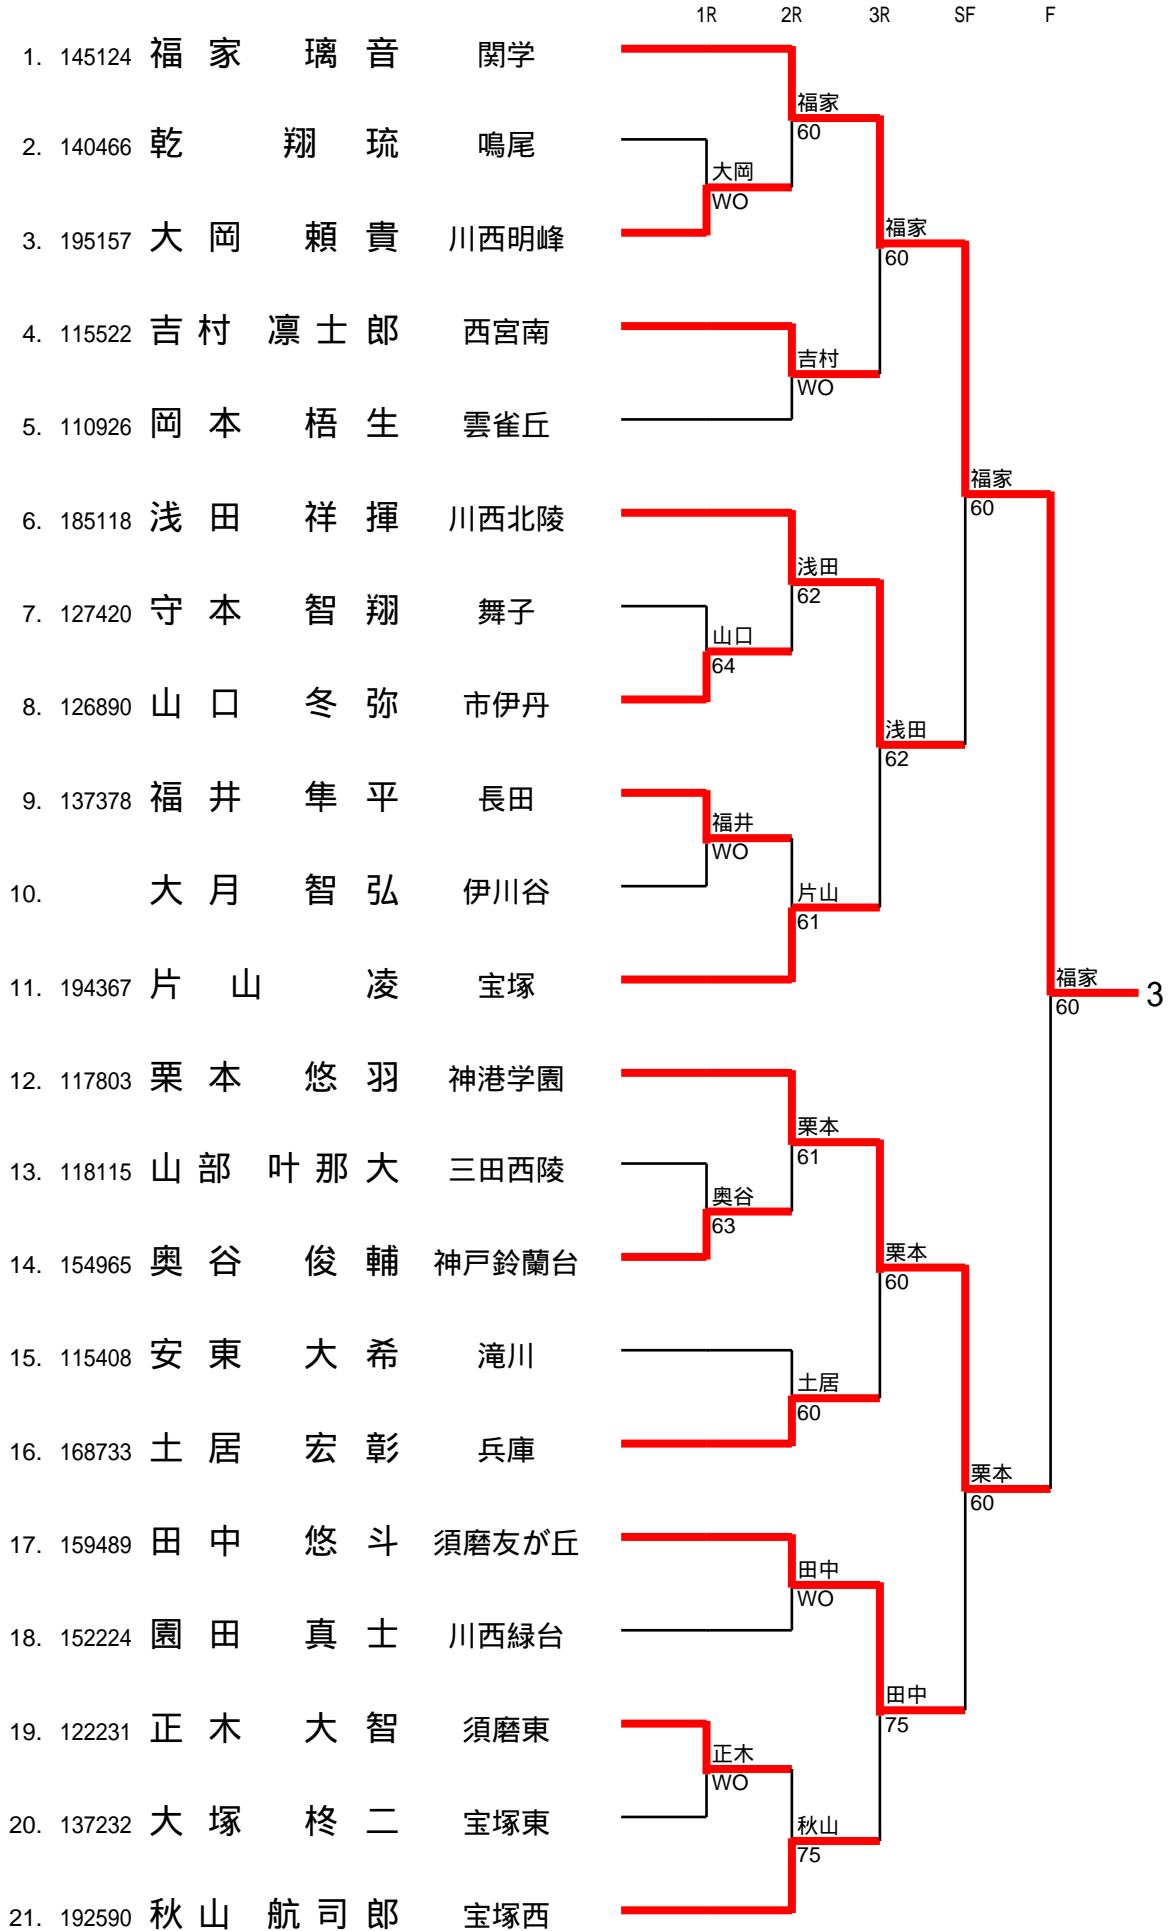 1R 2R 3R SF F
1. 145124 福家 璃音 関学
福家
60
2. 140466 乾 翔琉 鳴尾
大岡
WO
3. 195157 大岡 頼貴 川西明峰
福家
60
4. 115522 吉村 凛士郎 西宮南
吉村
WO
5. 110926 岡本 梧生 雲雀丘
福家
60
6. 185118 浅田 祥揮 川西北陵
浅田
62
7. 127420 守本 智翔 舞子
山口
64
8. 126890 山口 冬弥 市伊丹
浅田
62
9. 137378 福井 隼平 長田
福井
WO
10. 大月 智弘 伊川谷
片山
61
11. 194367 片山 凌 宝塚
福家
60
3
12. 117803 栗本 悠羽 神港学園
栗本
61
13. 118115 山部 叶那大 三田西陵
奥谷
63
14. 154965 奥谷 俊輔 神戸鈴蘭台
栗本
60
15. 115408 安東 大希 滝川
土居
60
16. 168733 土居 宏彰 兵庫
栗本
60
17. 159489 田中 悠斗 須磨友が丘
田中
WO
18. 152224 園田 真士 川西緑台
田中
75
19. 122231 正木 大智 須磨東
正木
WO
20. 137232 大塚 柊二 宝塚東
秋山
75
21. 192590 秋山 航司郎 宝塚西